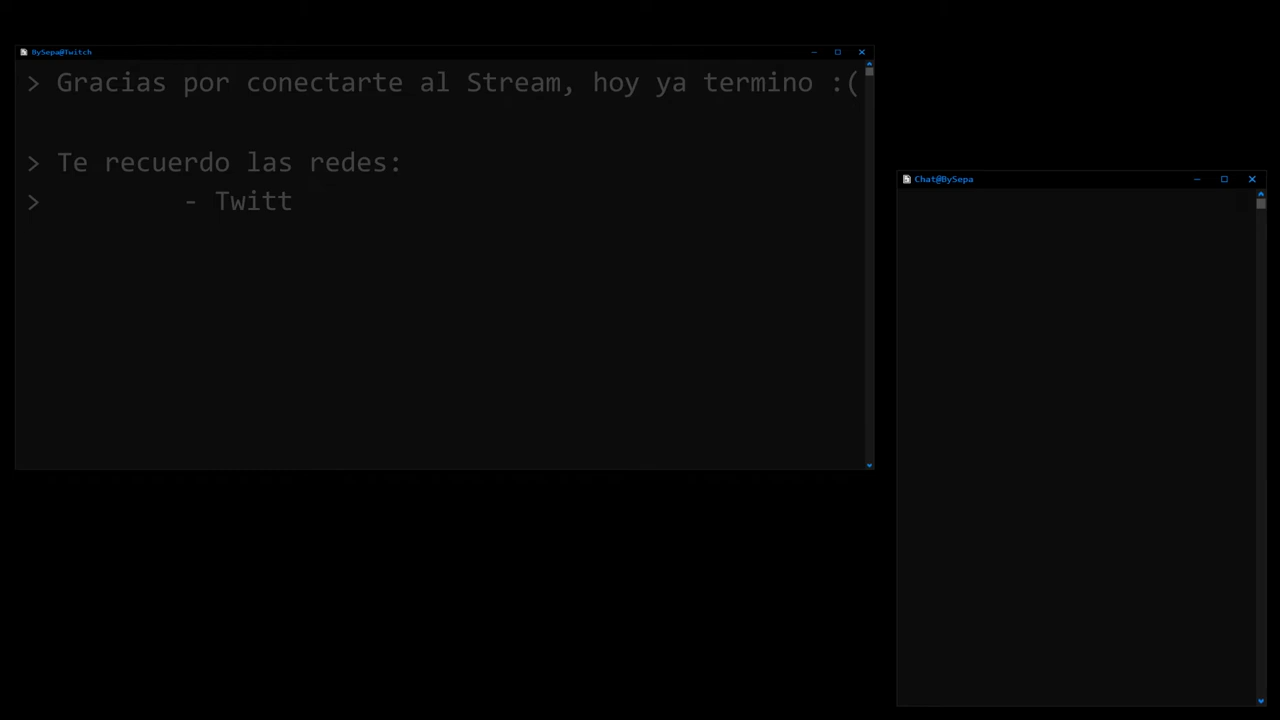 BySepa@Twitch
> Gracias por conectarte al Stream, hoy ya termino :(
> Te recuerdo las redes:
> - Twitt
Chat@BySepa